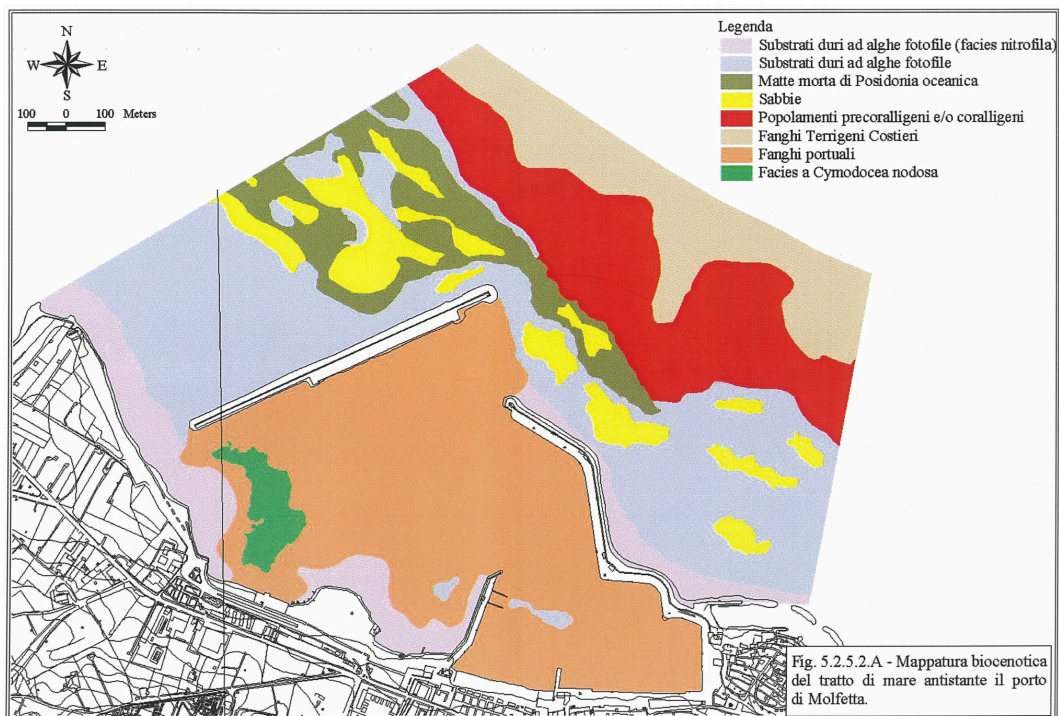 N
W E
S
100 0 100 Meters
Legenda
Substrati duri ad alghe fotofile (facies nitrofila)
Substrati duri ad alghe fotofile
Matte morta di Posidonia oceanica
Sabbie
Popolamenti precoralligeni e/o coralligeni
Fanghi Terrigeni Costieri
Fanghi portuali
Facies a Cymodocea nodosa
Fig. 5.2.5.2.A - Mappatura biocenotica
del tratto di mare antistante il porto
di Molfetta.